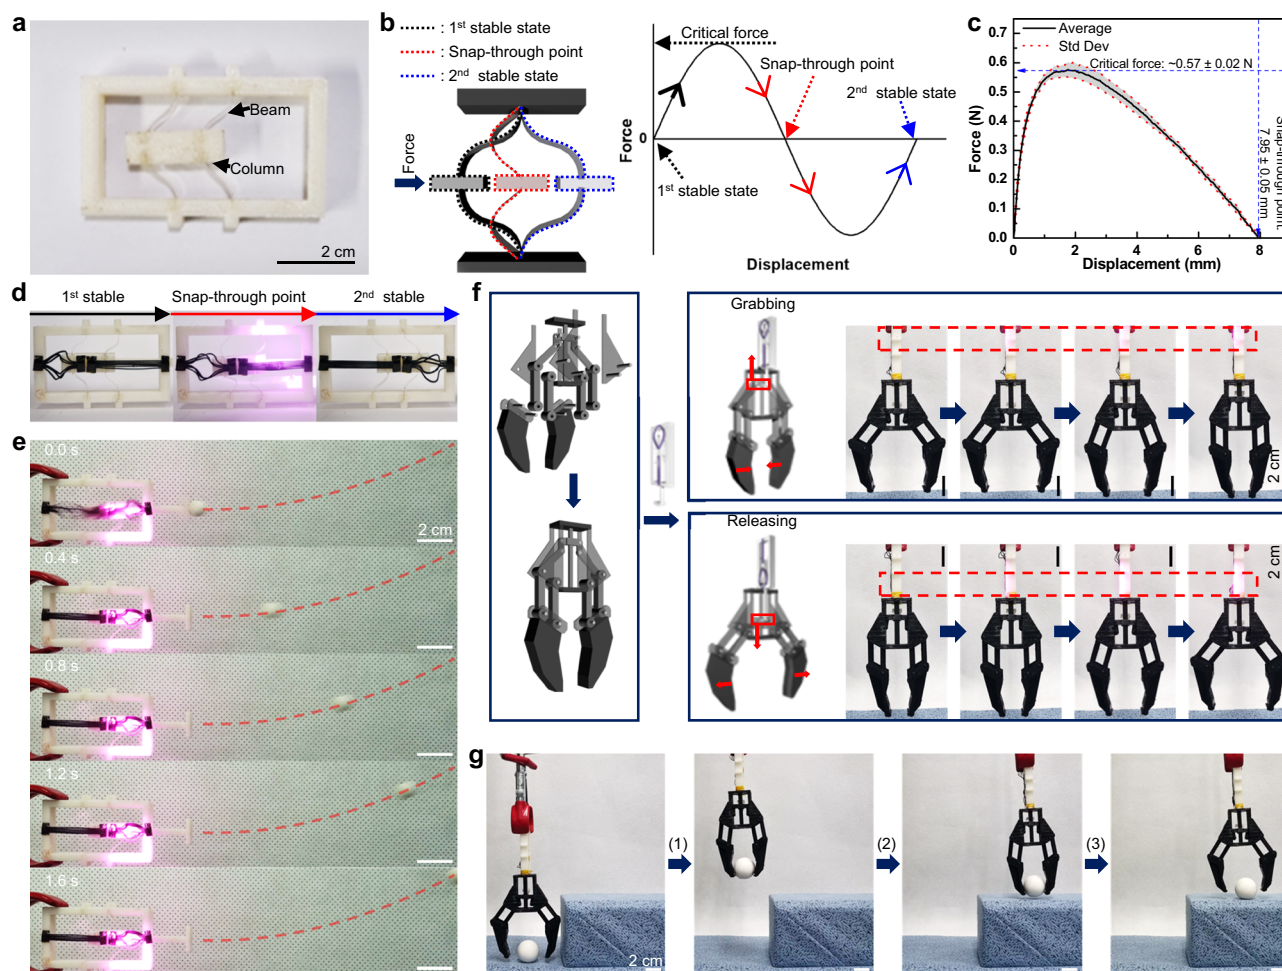 a
Beam
Column
2 cm
b
: 1st stable state
: Snap-through point
: 2nd stable state
Force
Force
0
Critical force
Snap-through point
2nd stable state
1st stable state
Displacement
c
Average
Std Dev
Critical force: ~0.57 ± 0.02 N
Snap-through point
7.95 ± 0.05 mm
Force (N)
0.7
0.6
0.5
0.4
0.3
0.2
0.1
0.0
0 2 4 6 8 9
Displacement (mm)
d
1st stable
Snap-through point
2nd stable
e
0.0 s
2 cm
0.4 s
0.8 s
1.2 s
1.6 s
f
Grabbing
2 cm
Releasing
2 cm
g
2 cm
(1)
(2)
(3)